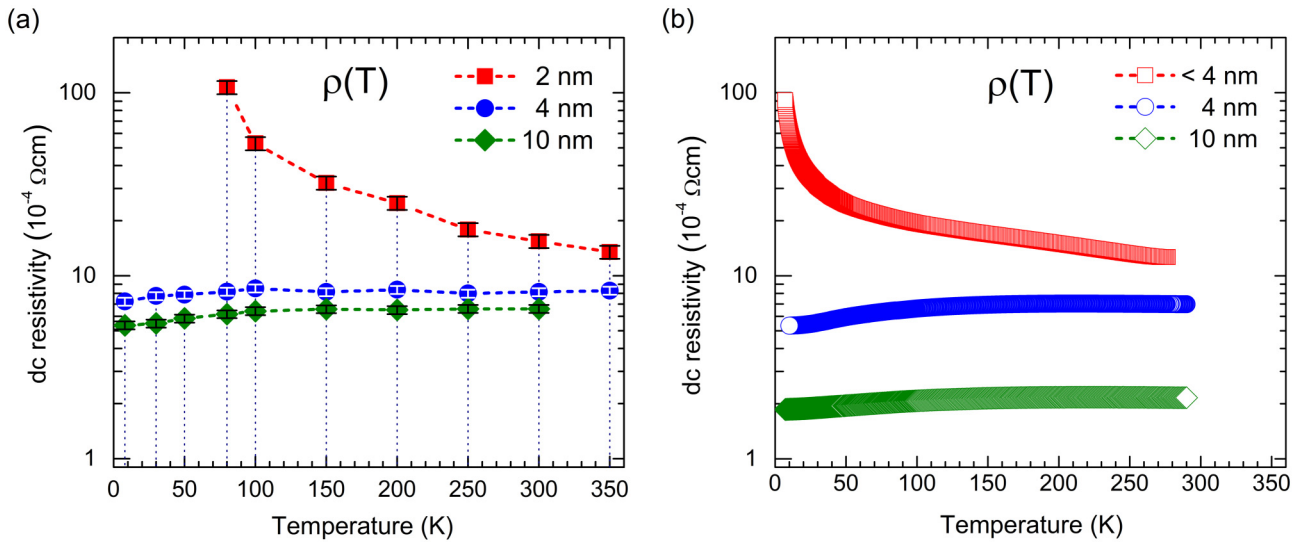 (a)
ρ(T)
2 nm
4 nm
10 nm
100
10
1
dc resistivity (10⁻⁴ Ωcm)
0 50 100 150 200 250 300 350
Temperature (K)
(b)
ρ(T)
< 4 nm
4 nm
10 nm
100
10
1
dc resistivity (10⁻⁴ Ωcm)
0 50 100 150 200 250 300 350
Temperature (K)